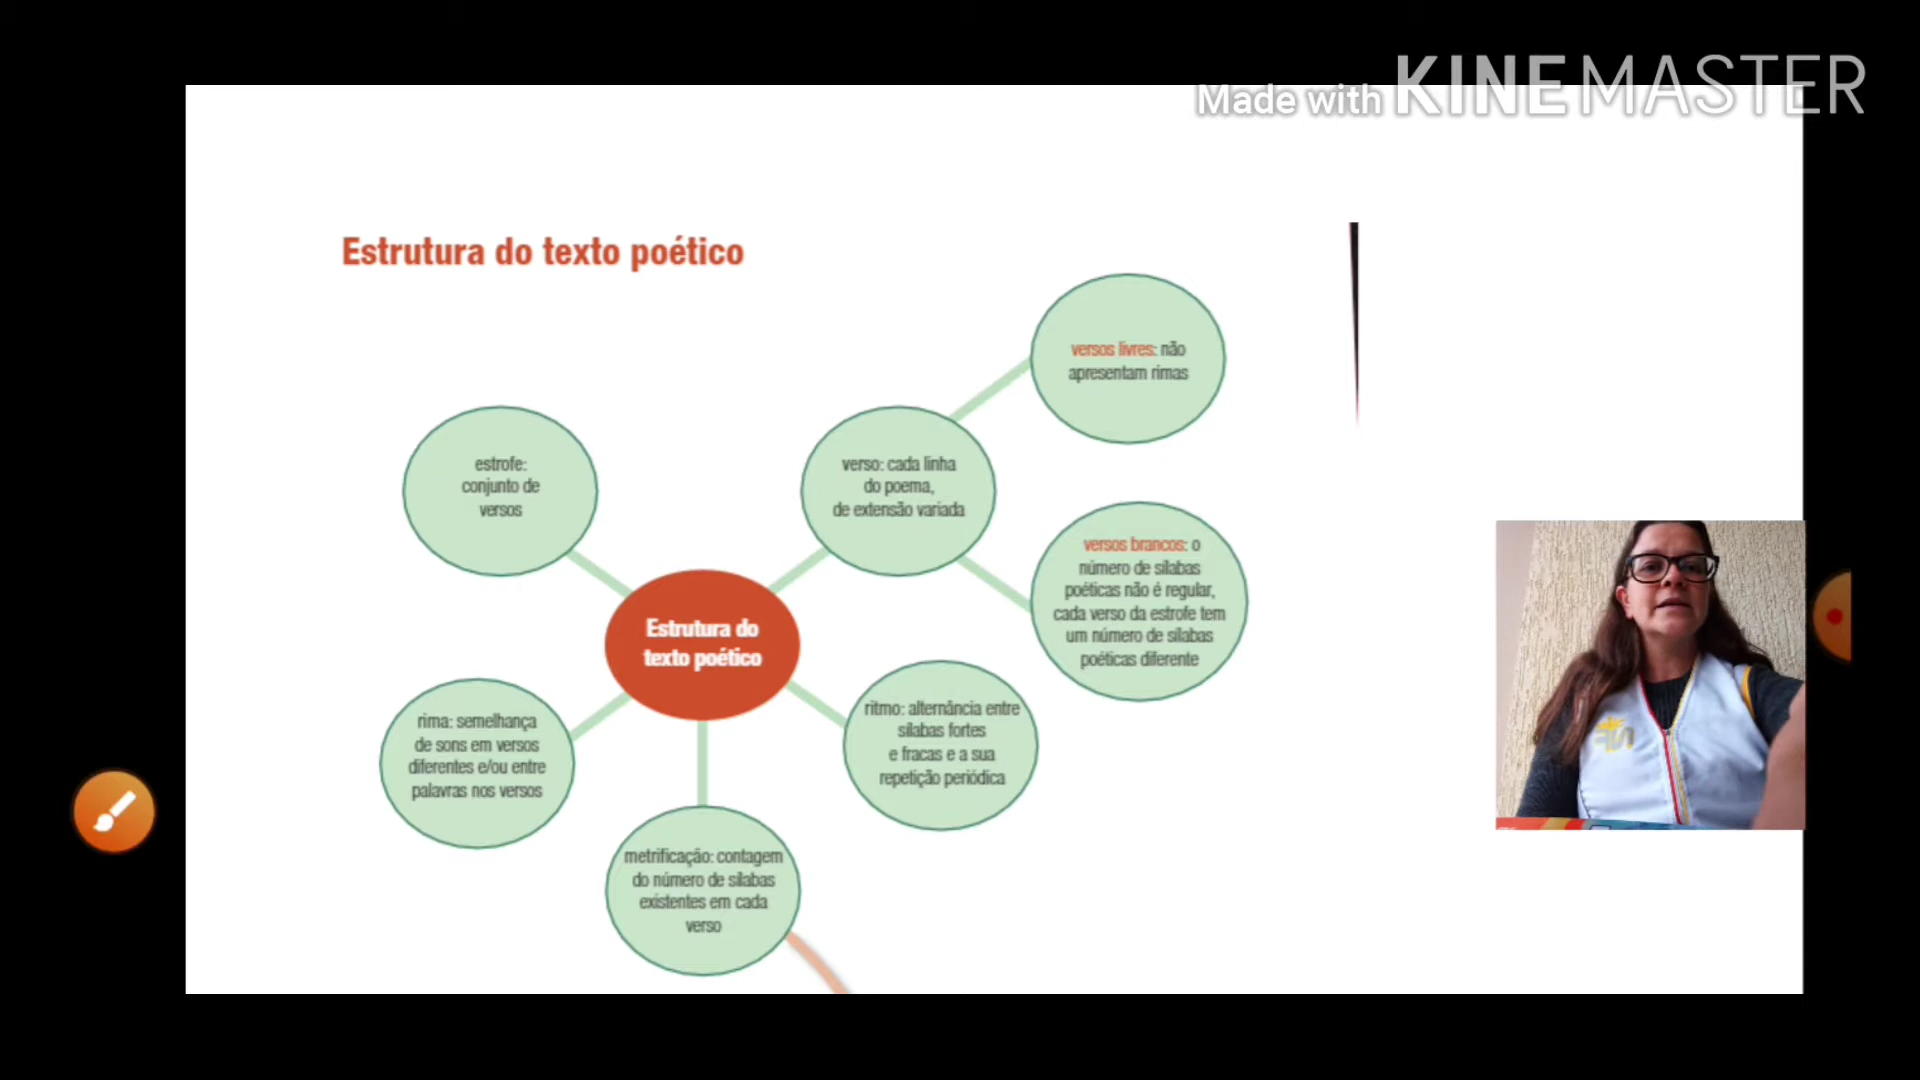 Made with KINEMASTER
Estrutura do texto poético
versos livres: não
apresentam rimas
estrofe:
conjunto de
versos
verso: cada linha
do poema,
de extensão variada
versos brancos: o
número de sílabas
poéticas não é regular,
cada verso da estrofe tem
um número de sílabas
poéticas diferente
Estrutura do
texto poético
rima: semelhança
de sons em versos
diferentes e/ou entre
palavras nos versos
ritmo: alternância entre
sílabas fortes
e fracas e a sua
repetição periódica
metrificação: contagem
do número de sílabas
existentes em cada
verso